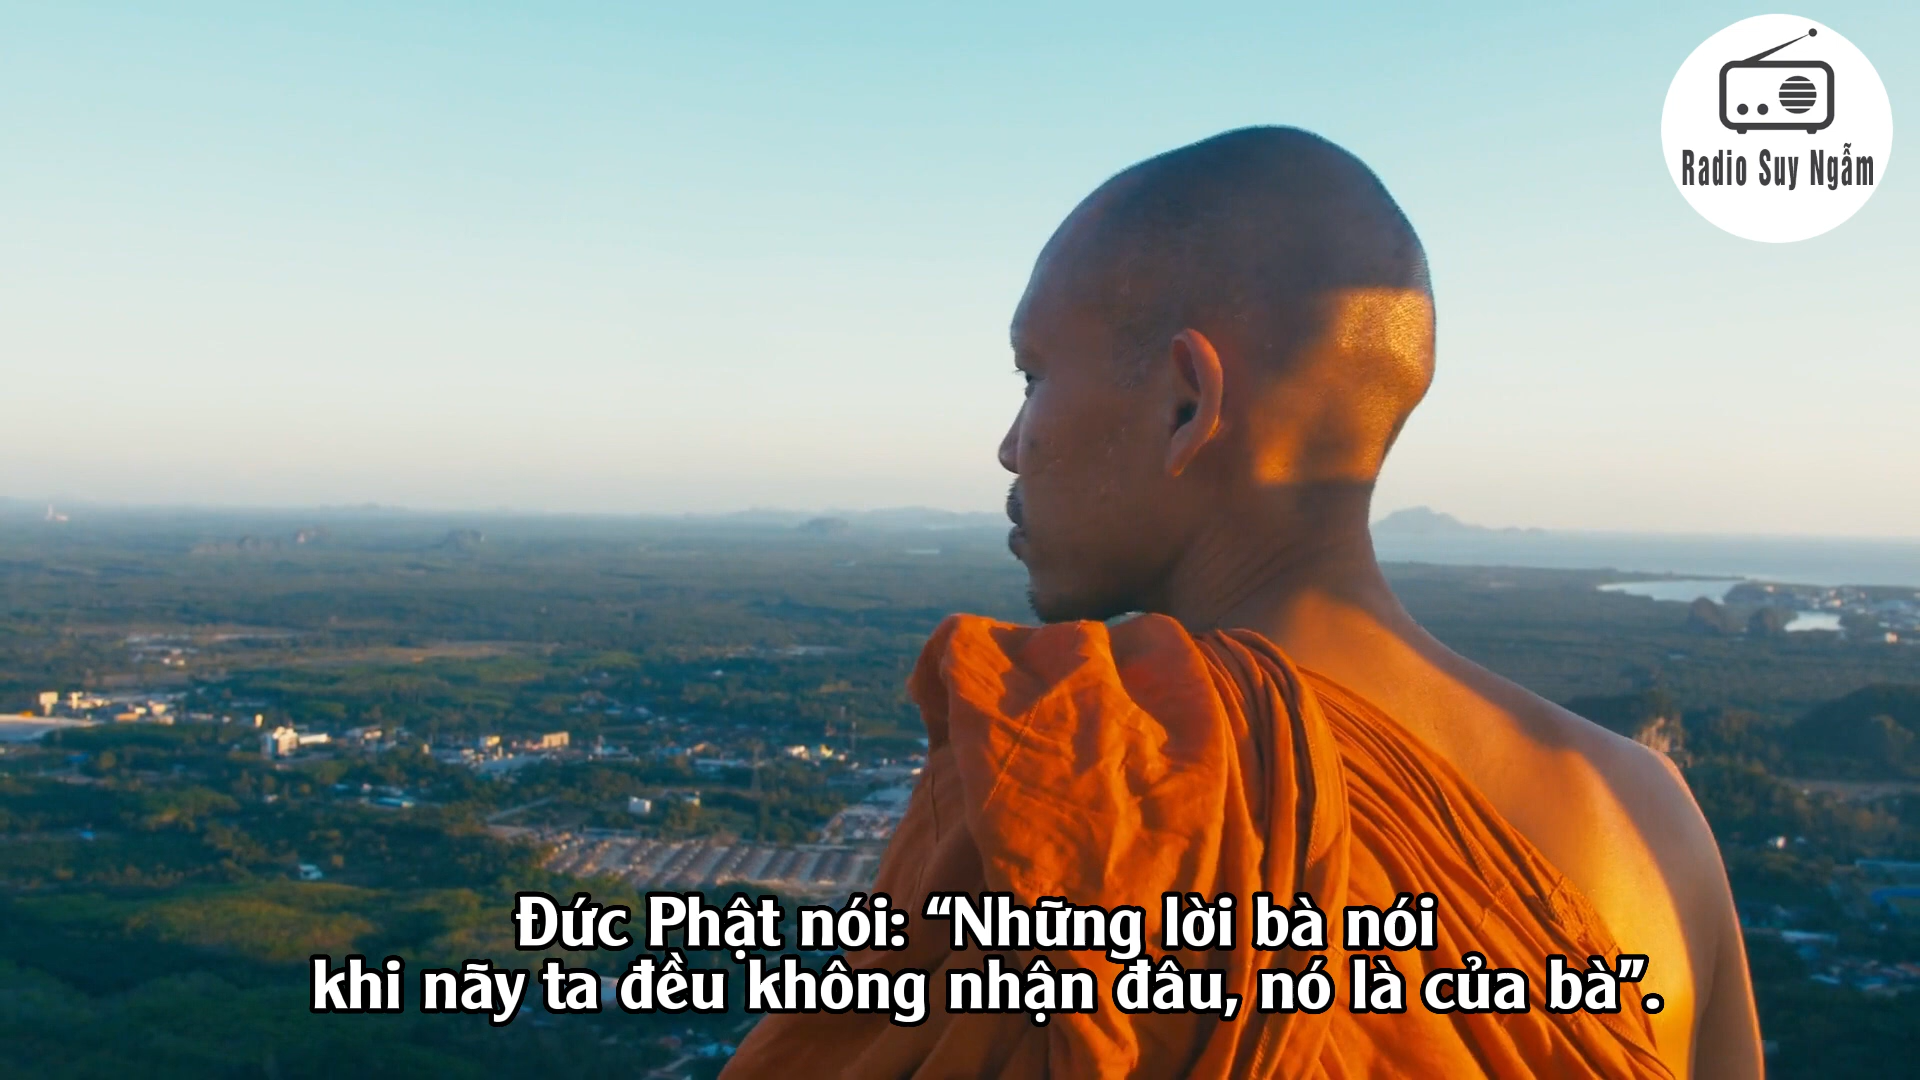 Radio Suy Ngẫm
Đức Phật nói: “Những lời bà nói
khi nãy ta đều không nhận đâu, nó là của bà”.